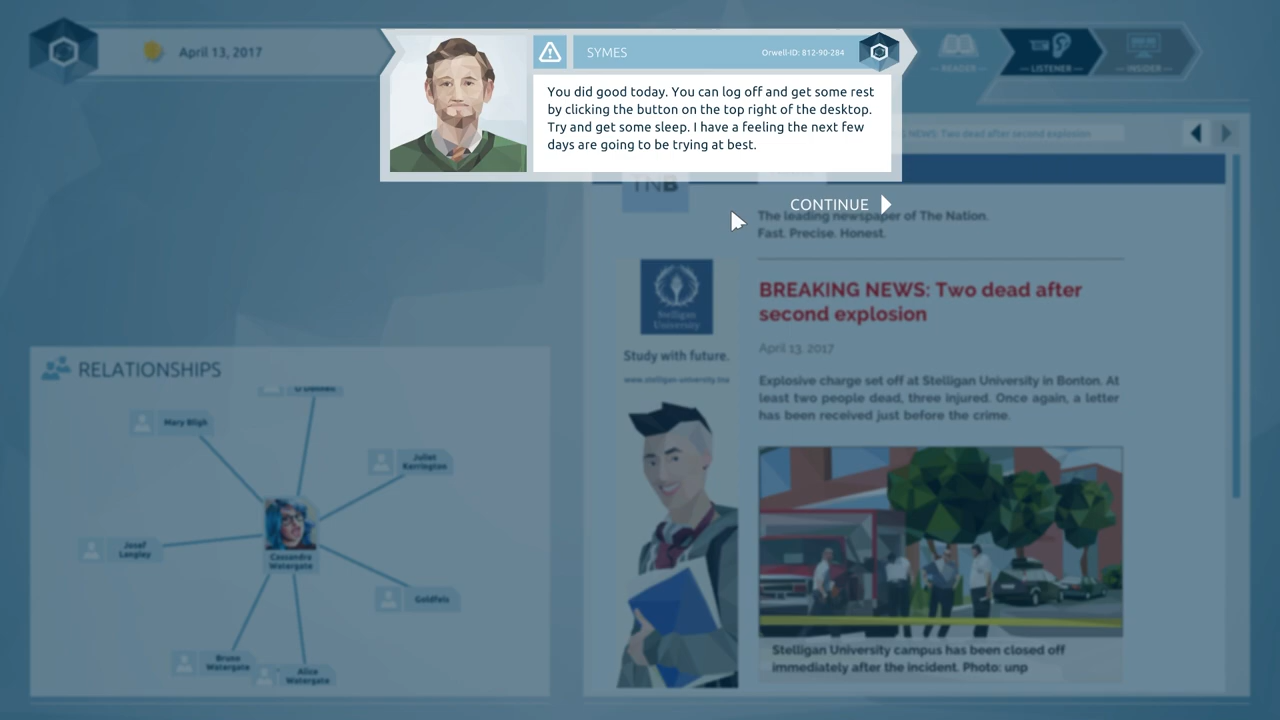 April 13, 2017
SYMES
Orwell-ID: 812-90-284
You did good today. You can log off and get some rest
by clicking the button on the top right of the desktop.
Try and get some sleep. I have a feeling the next few
days are going to be trying at best.
CONTINUE
READER
LISTENER
INSIDER
NEWS: Two dead after second explosion
TNB
The leading newspaper of The Nation.
Fast. Precise. Honest.
Stelligan
University
Study with future.
www.stelligan-university.tna
BREAKING NEWS: Two dead after
second explosion
April 13, 2017
Explosive charge set off at Stelligan University in Bonton. At
least two people dead, three injured. Once again, a letter
has been received just before the crime.
Stelligan University campus has been closed off
immediately after the incident. Photo: unp
RELATIONSHIPS
Mary Bligh
Juliet
Kerrington
Josef
Langley
Cassandra
Watergate
Goldfels
Bruno
Watergate
Alice
Watergate